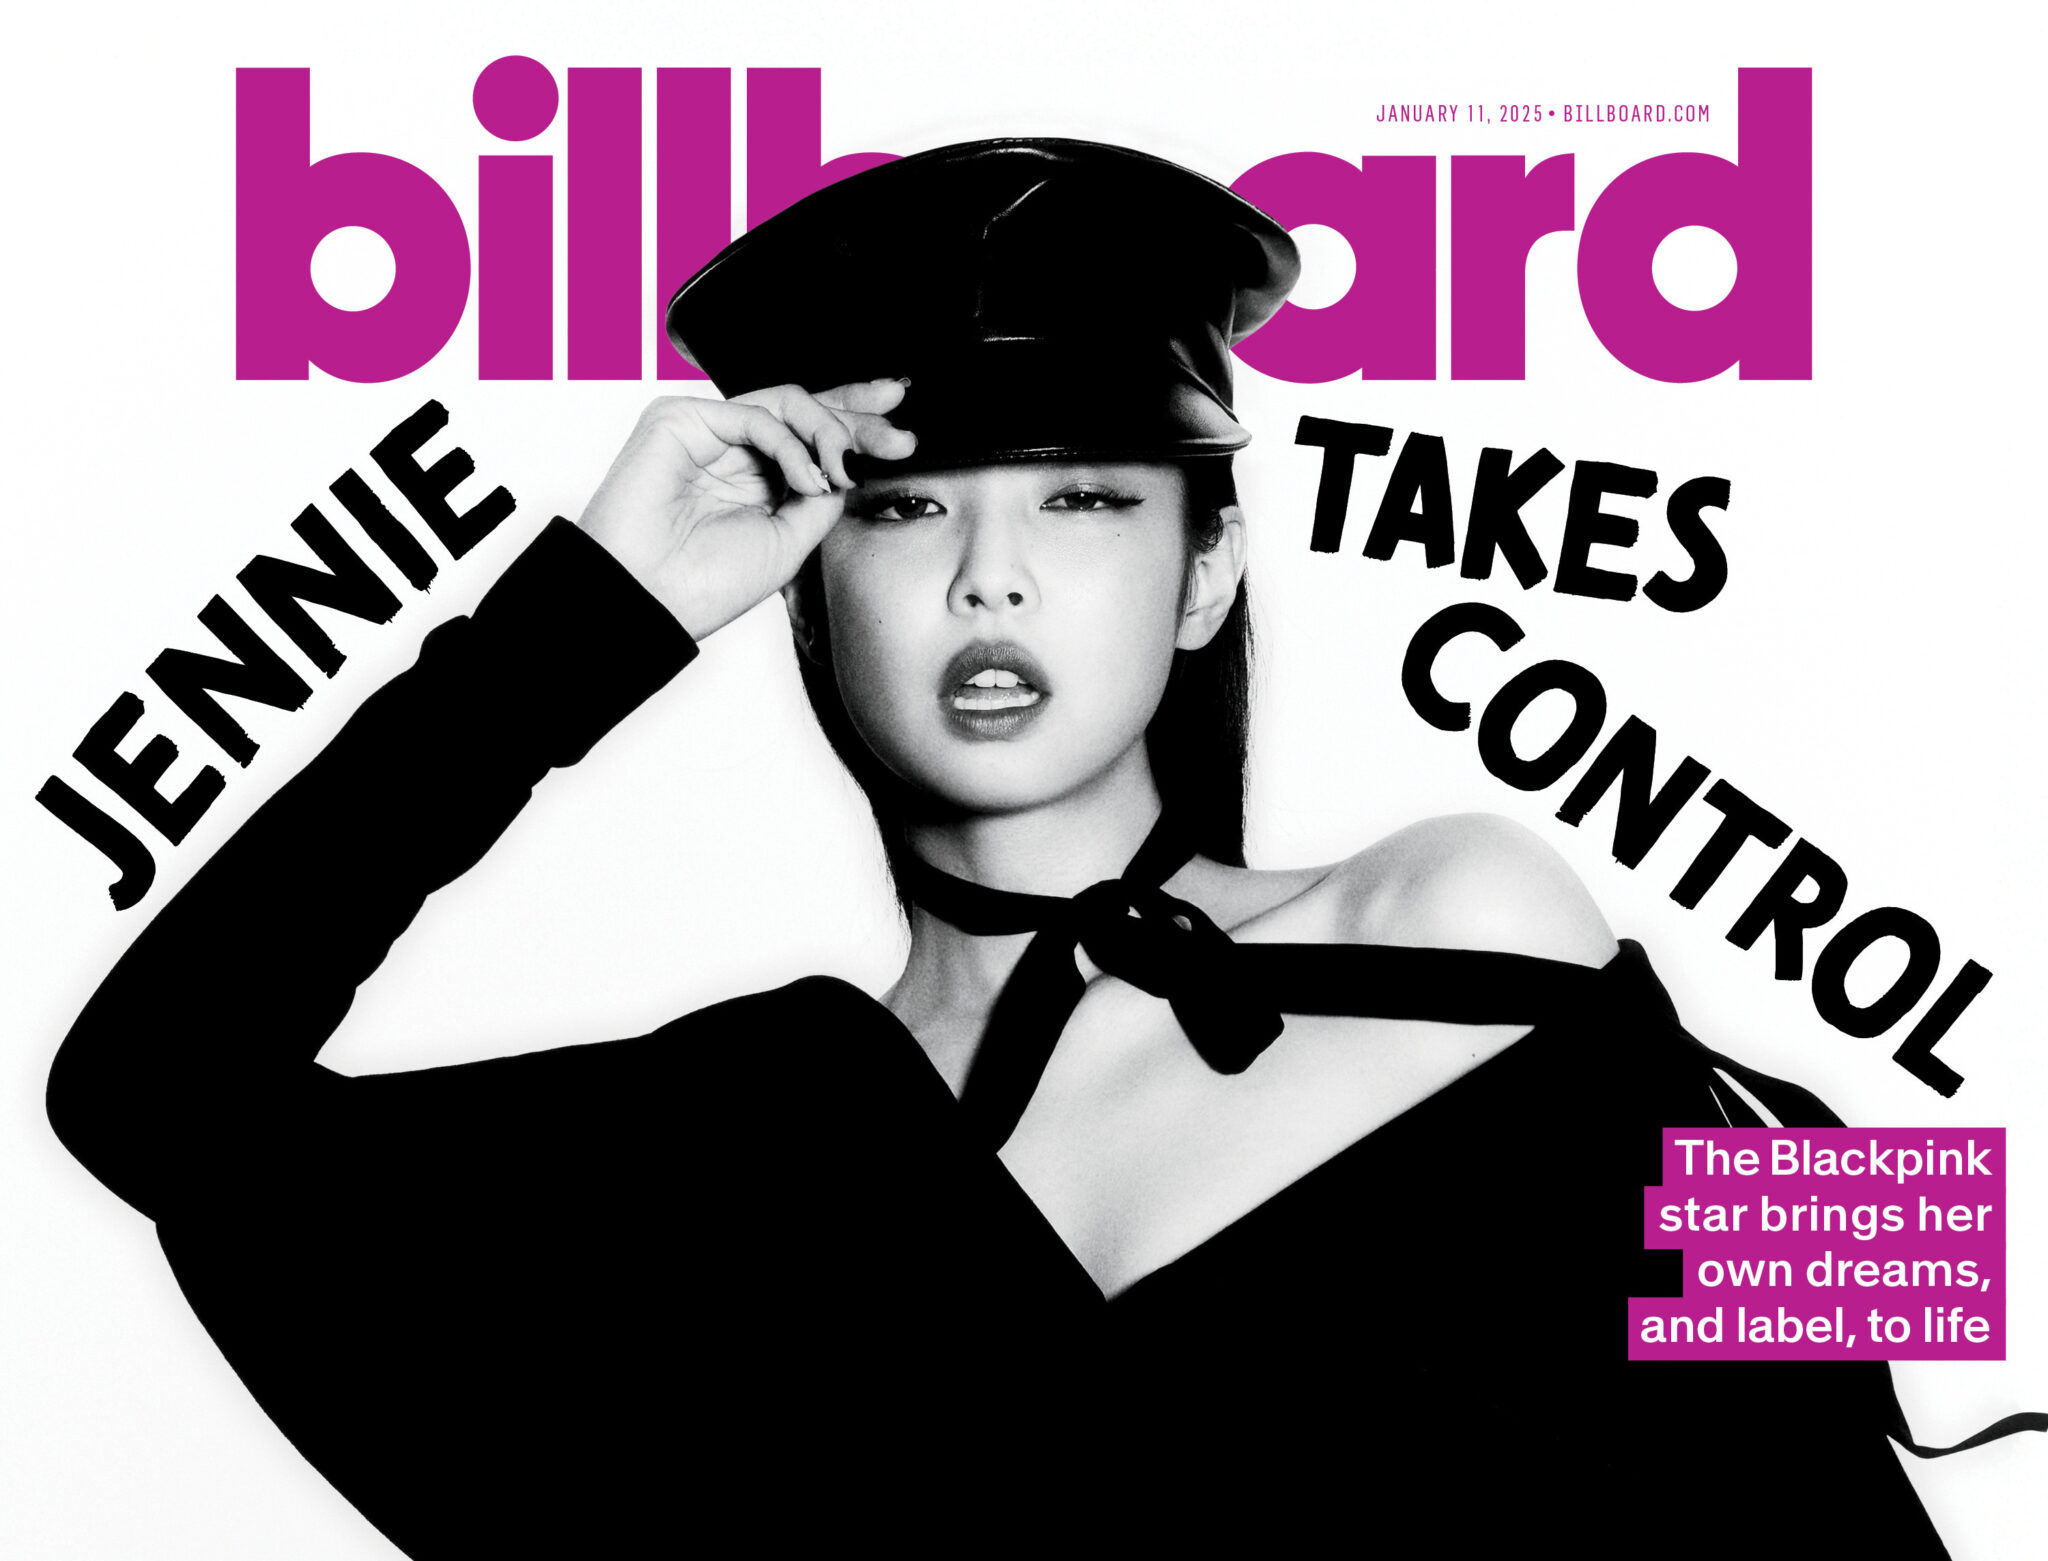 billboard
JANUARY 11, 2025 • BILLBOARD.COM
JENNIE
TAKES
CONTROL
The Blackpink
star brings her
own dreams,
and label, to life